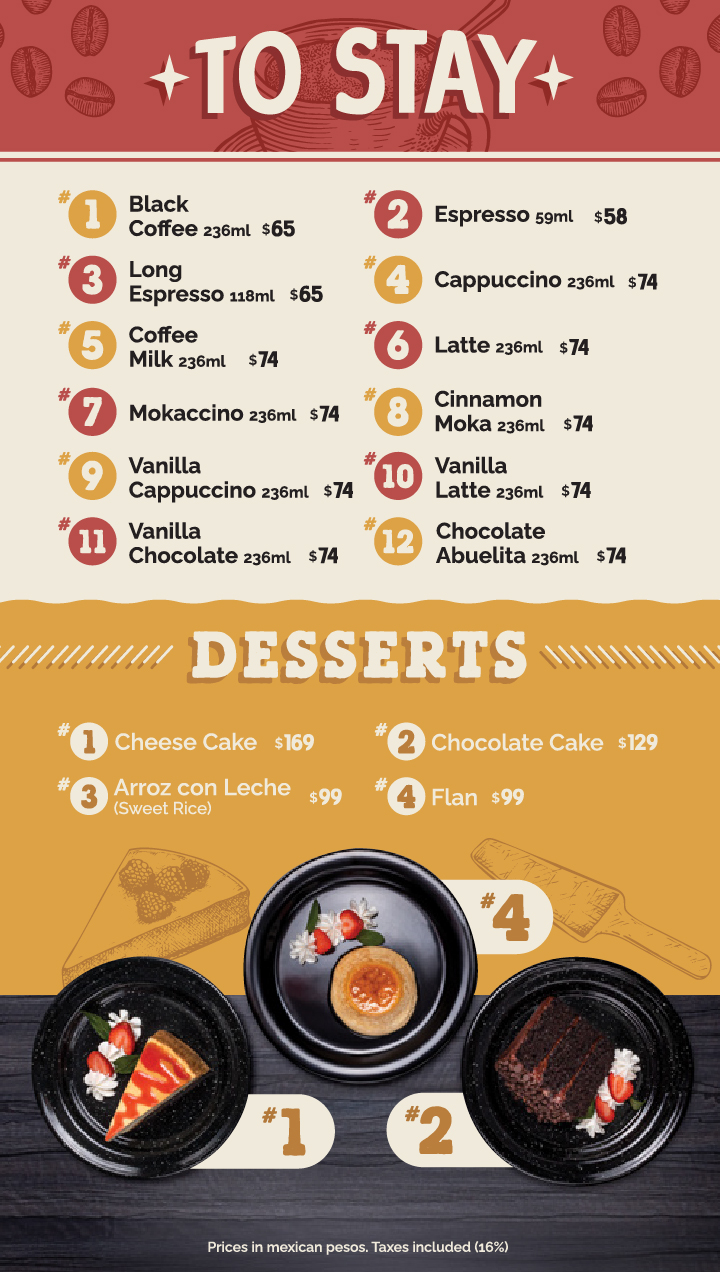 TO STAY
#1 Black
Coffee 236ml $65
#2 Espresso 59ml $58
#3 Long
Espresso 118ml $65
#4 Cappuccino 236ml $74
#5 Coffee
Milk 236ml $74
#6 Latte 236ml $74
#7 Mokaccino 236ml $74
#8 Cinnamon
Moka 236ml $74
#9 Vanilla
Cappuccino 236ml $74
#10 Vanilla
Latte 236ml $74
#11 Vanilla
Chocolate 236ml $74
#12 Chocolate
Abuelita 236ml $74
DESSERTS
#1 Cheese Cake $169
#2 Chocolate Cake $129
#3 Arroz con Leche $99
(Sweet Rice)
#4 Flan $99
#4
#1
#2
Prices in mexican pesos. Taxes included (16%)